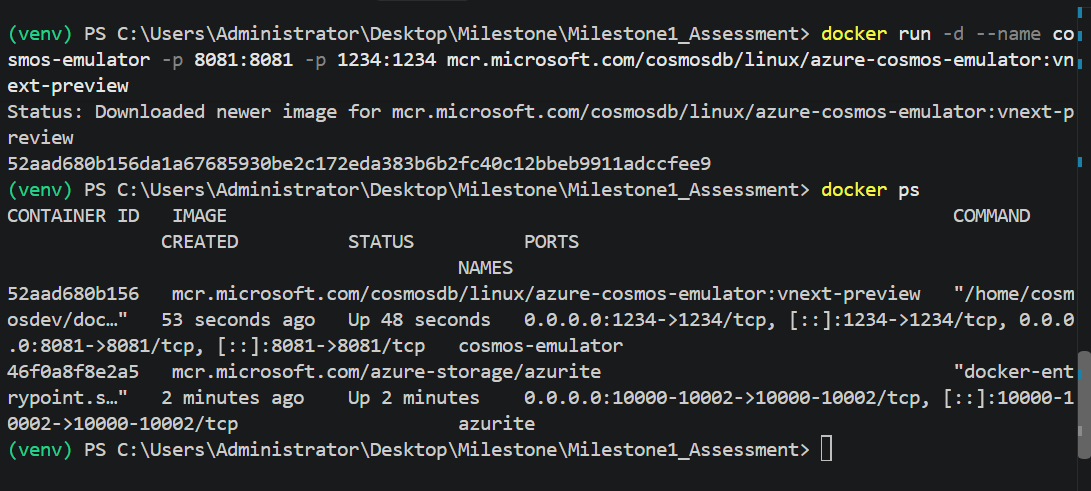 (venv) PS C:\Users\Administrator\Desktop\Milestone\Milestone1_Assessment> docker run -d --name co
smos-emulator -p 8081:8081 -p 1234:1234 mcr.microsoft.com/cosmosdb/linux/azure-cosmos-emulator:vn
ext-preview
Status: Downloaded newer image for mcr.microsoft.com/cosmosdb/linux/azure-cosmos-emulator:vnext-p
review
52aad680b156da1a67685930be2c172eda383b6b2fc40c12bbeb9911adccfee9
(venv) PS C:\Users\Administrator\Desktop\Milestone\Milestone1_Assessment> docker ps
CONTAINER ID   IMAGE                                                                  COMMAND
              CREATED          STATUS          PORTS
                                         NAMES
52aad680b156   mcr.microsoft.com/cosmosdb/linux/azure-cosmos-emulator:vnext-preview   "/home/cosm
osdev/doc…"   53 seconds ago   Up 48 seconds   0.0.0.0:1234->1234/tcp, [::]:1234->1234/tcp, 0.0.0
.0:8081->8081/tcp, [::]:8081->8081/tcp   cosmos-emulator
46f0a8f8e2a5   mcr.microsoft.com/azure-storage/azurite                                "docker-ent
rypoint.s…"   2 minutes ago    Up 2 minutes    0.0.0.0:10000-10002->10000-10002/tcp, [::]:10000-1
0002->10000-10002/tcp                    azurite
(venv) PS C:\Users\Administrator\Desktop\Milestone\Milestone1_Assessment>